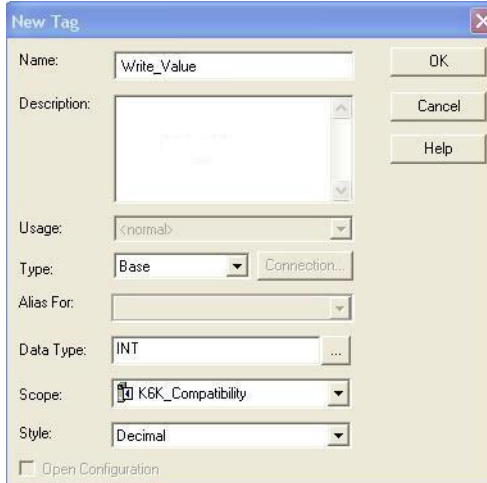 New Tag
Name: Write_Value OK
Description: Cancel
Help
Usage: <normal>
Type: Base Connection...
Alias For:
Data Type: INT ...
Scope: K6K_Compatibility
Style: Decimal
Open Configuration